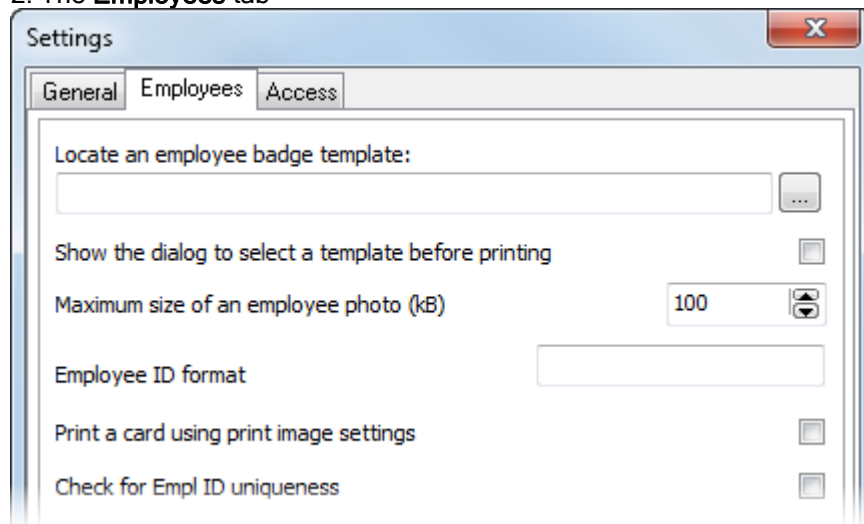 2. The Employees tab
Settings
General Employees Access
Locate an employee badge template:
...
Show the dialog to select a template before printing
Maximum size of an employee photo (kB) 100
Employee ID format
Print a card using print image settings
Check for Empl ID uniqueness